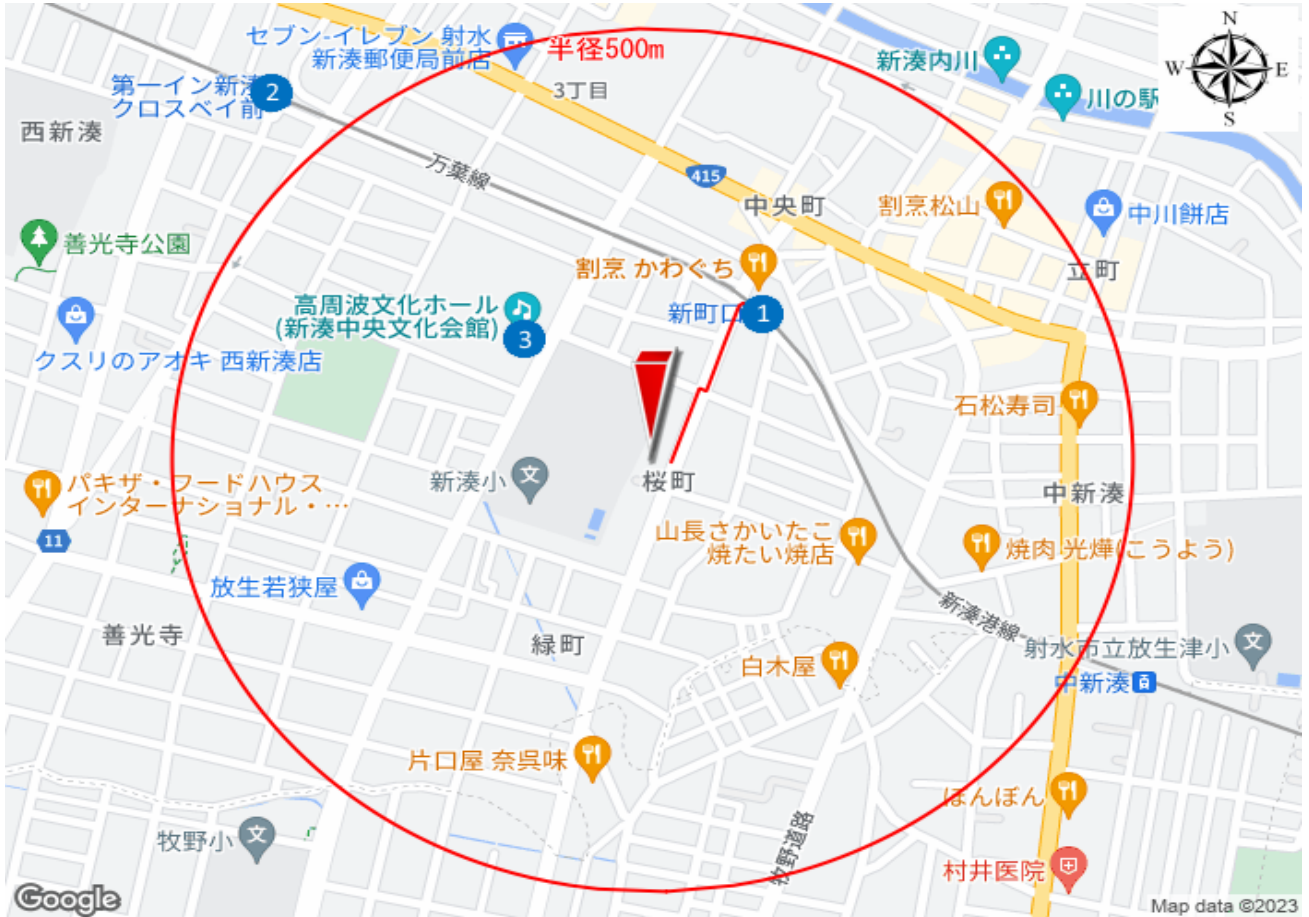 セブン-イレブン 射水
新湊郵便局前店
半径500m
新湊内川
N
W
E
S
第一イン新湊
クロスベイ前
2
3丁目
川の駅
西新湊
万葉線
415
中央町
割烹松山
中川餅店
善光寺公園
割烹 かわぐち
立町
高周波文化ホール
(新湊中央文化会館)
3
新町口
1
クスリのアオキ 西新湊店
石松寿司
新湊小
文
桜町
中新湊
パキザ・フードハウス
インターナショナル・…
11
山長さかいたこ
焼たい焼店
焼肉 光燁(こうよう)
放生若狭屋
新湊港線
善光寺
緑町
射水市立放生津小
文
白木屋
中新湊
片口屋 奈呉味
ぼんぼん
牧野小
文
牧野道路
村井医院
Google
Map data ©2023